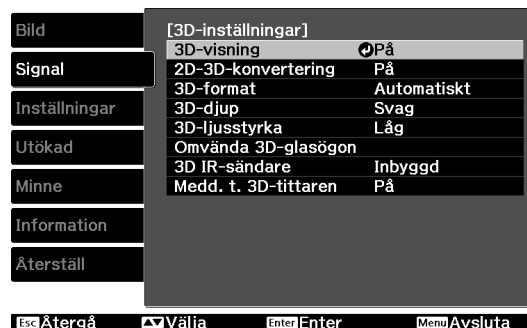 Bild
Signal
Inställningar
Utökad
Minne
Information
Återställ
[3D-inställningar]
3D-visning På
2D-3D-konvertering På
3D-format Automatiskt
3D-djup Svag
3D-ljusstyrka Låg
Omvända 3D-glasögon
3D IR-sändare Inbyggd
Medd. t. 3D-tittaren På
Esc Återgå Välja Enter Enter Menu Avsluta